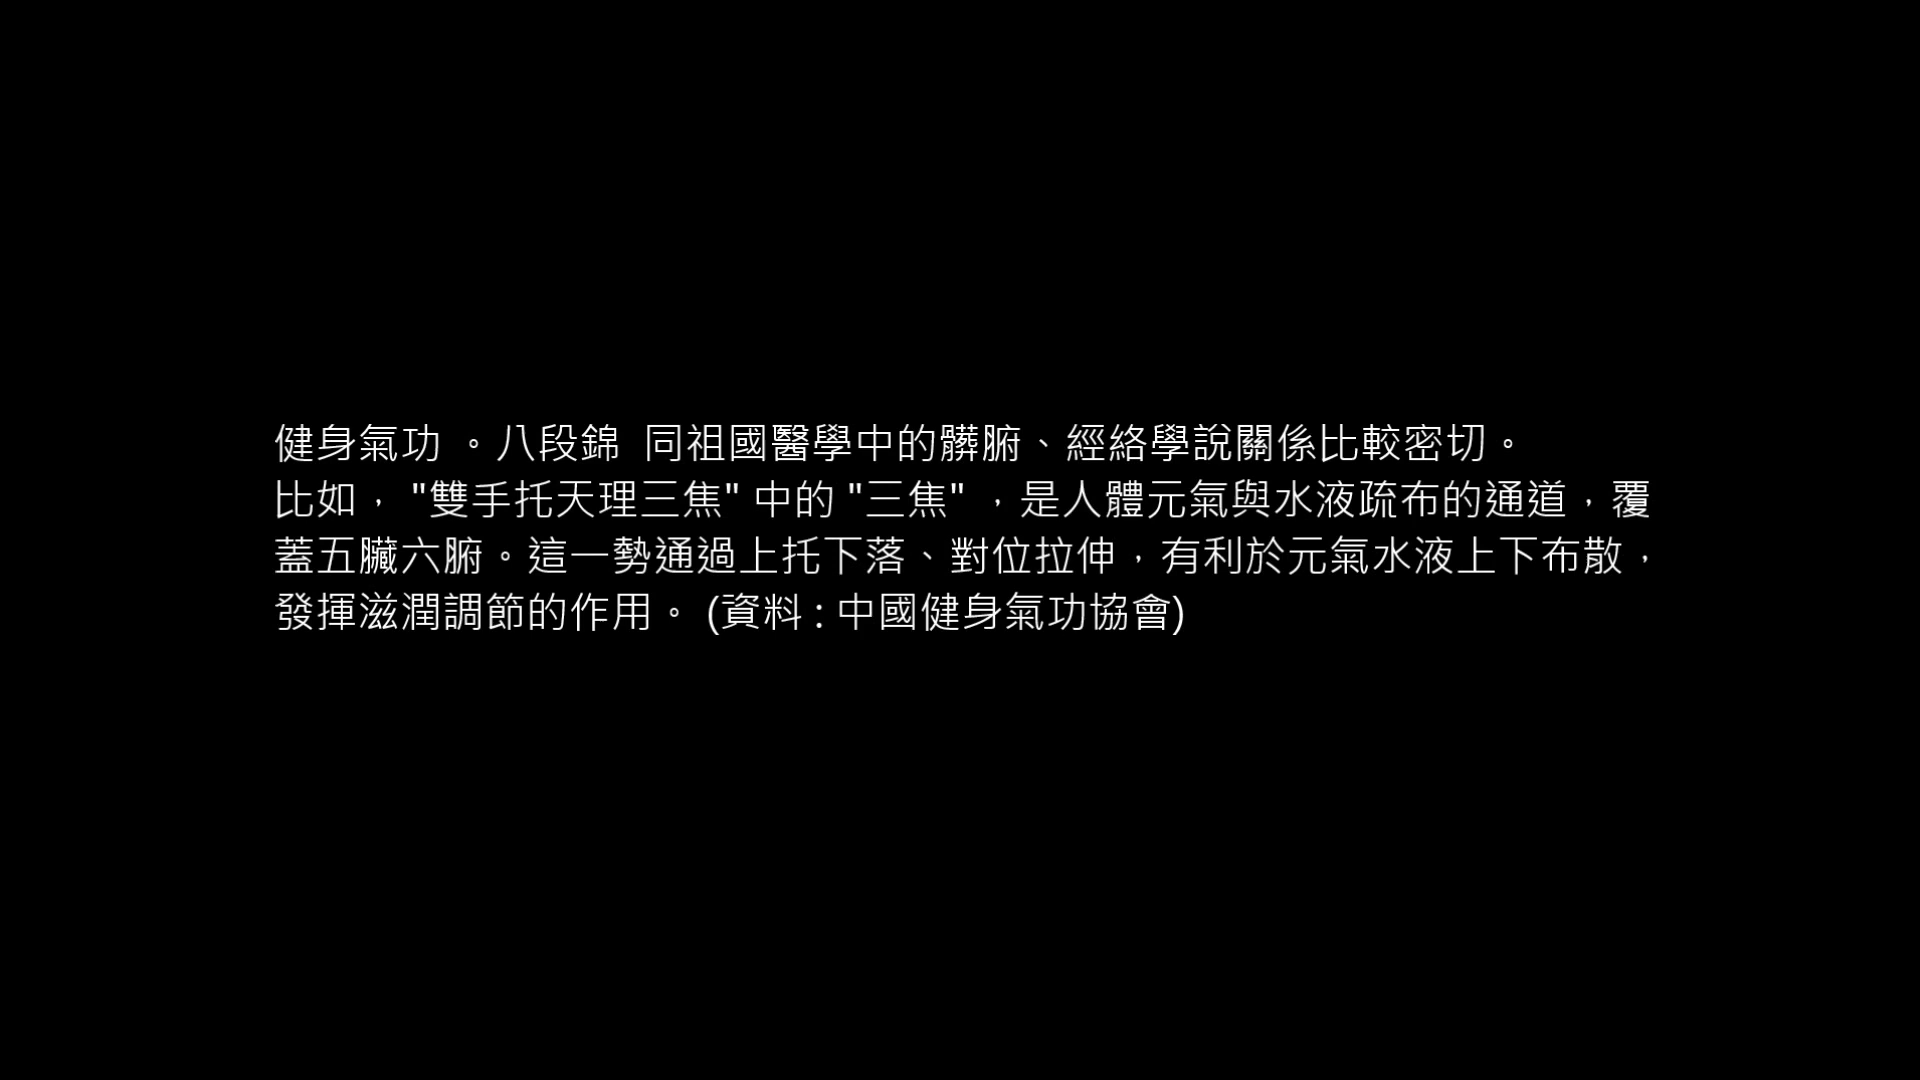 健身氣功 。八段錦  同祖國醫學中的髒腑、經絡學說關係比較密切。
比如， "雙手托天理三焦" 中的 "三焦" ，是人體元氣與水液疏布的通道，覆
蓋五臟六腑。這一勢通過上托下落、對位拉伸，有利於元氣水液上下布散，
發揮滋潤調節的作用。 (資料 : 中國健身氣功協會)